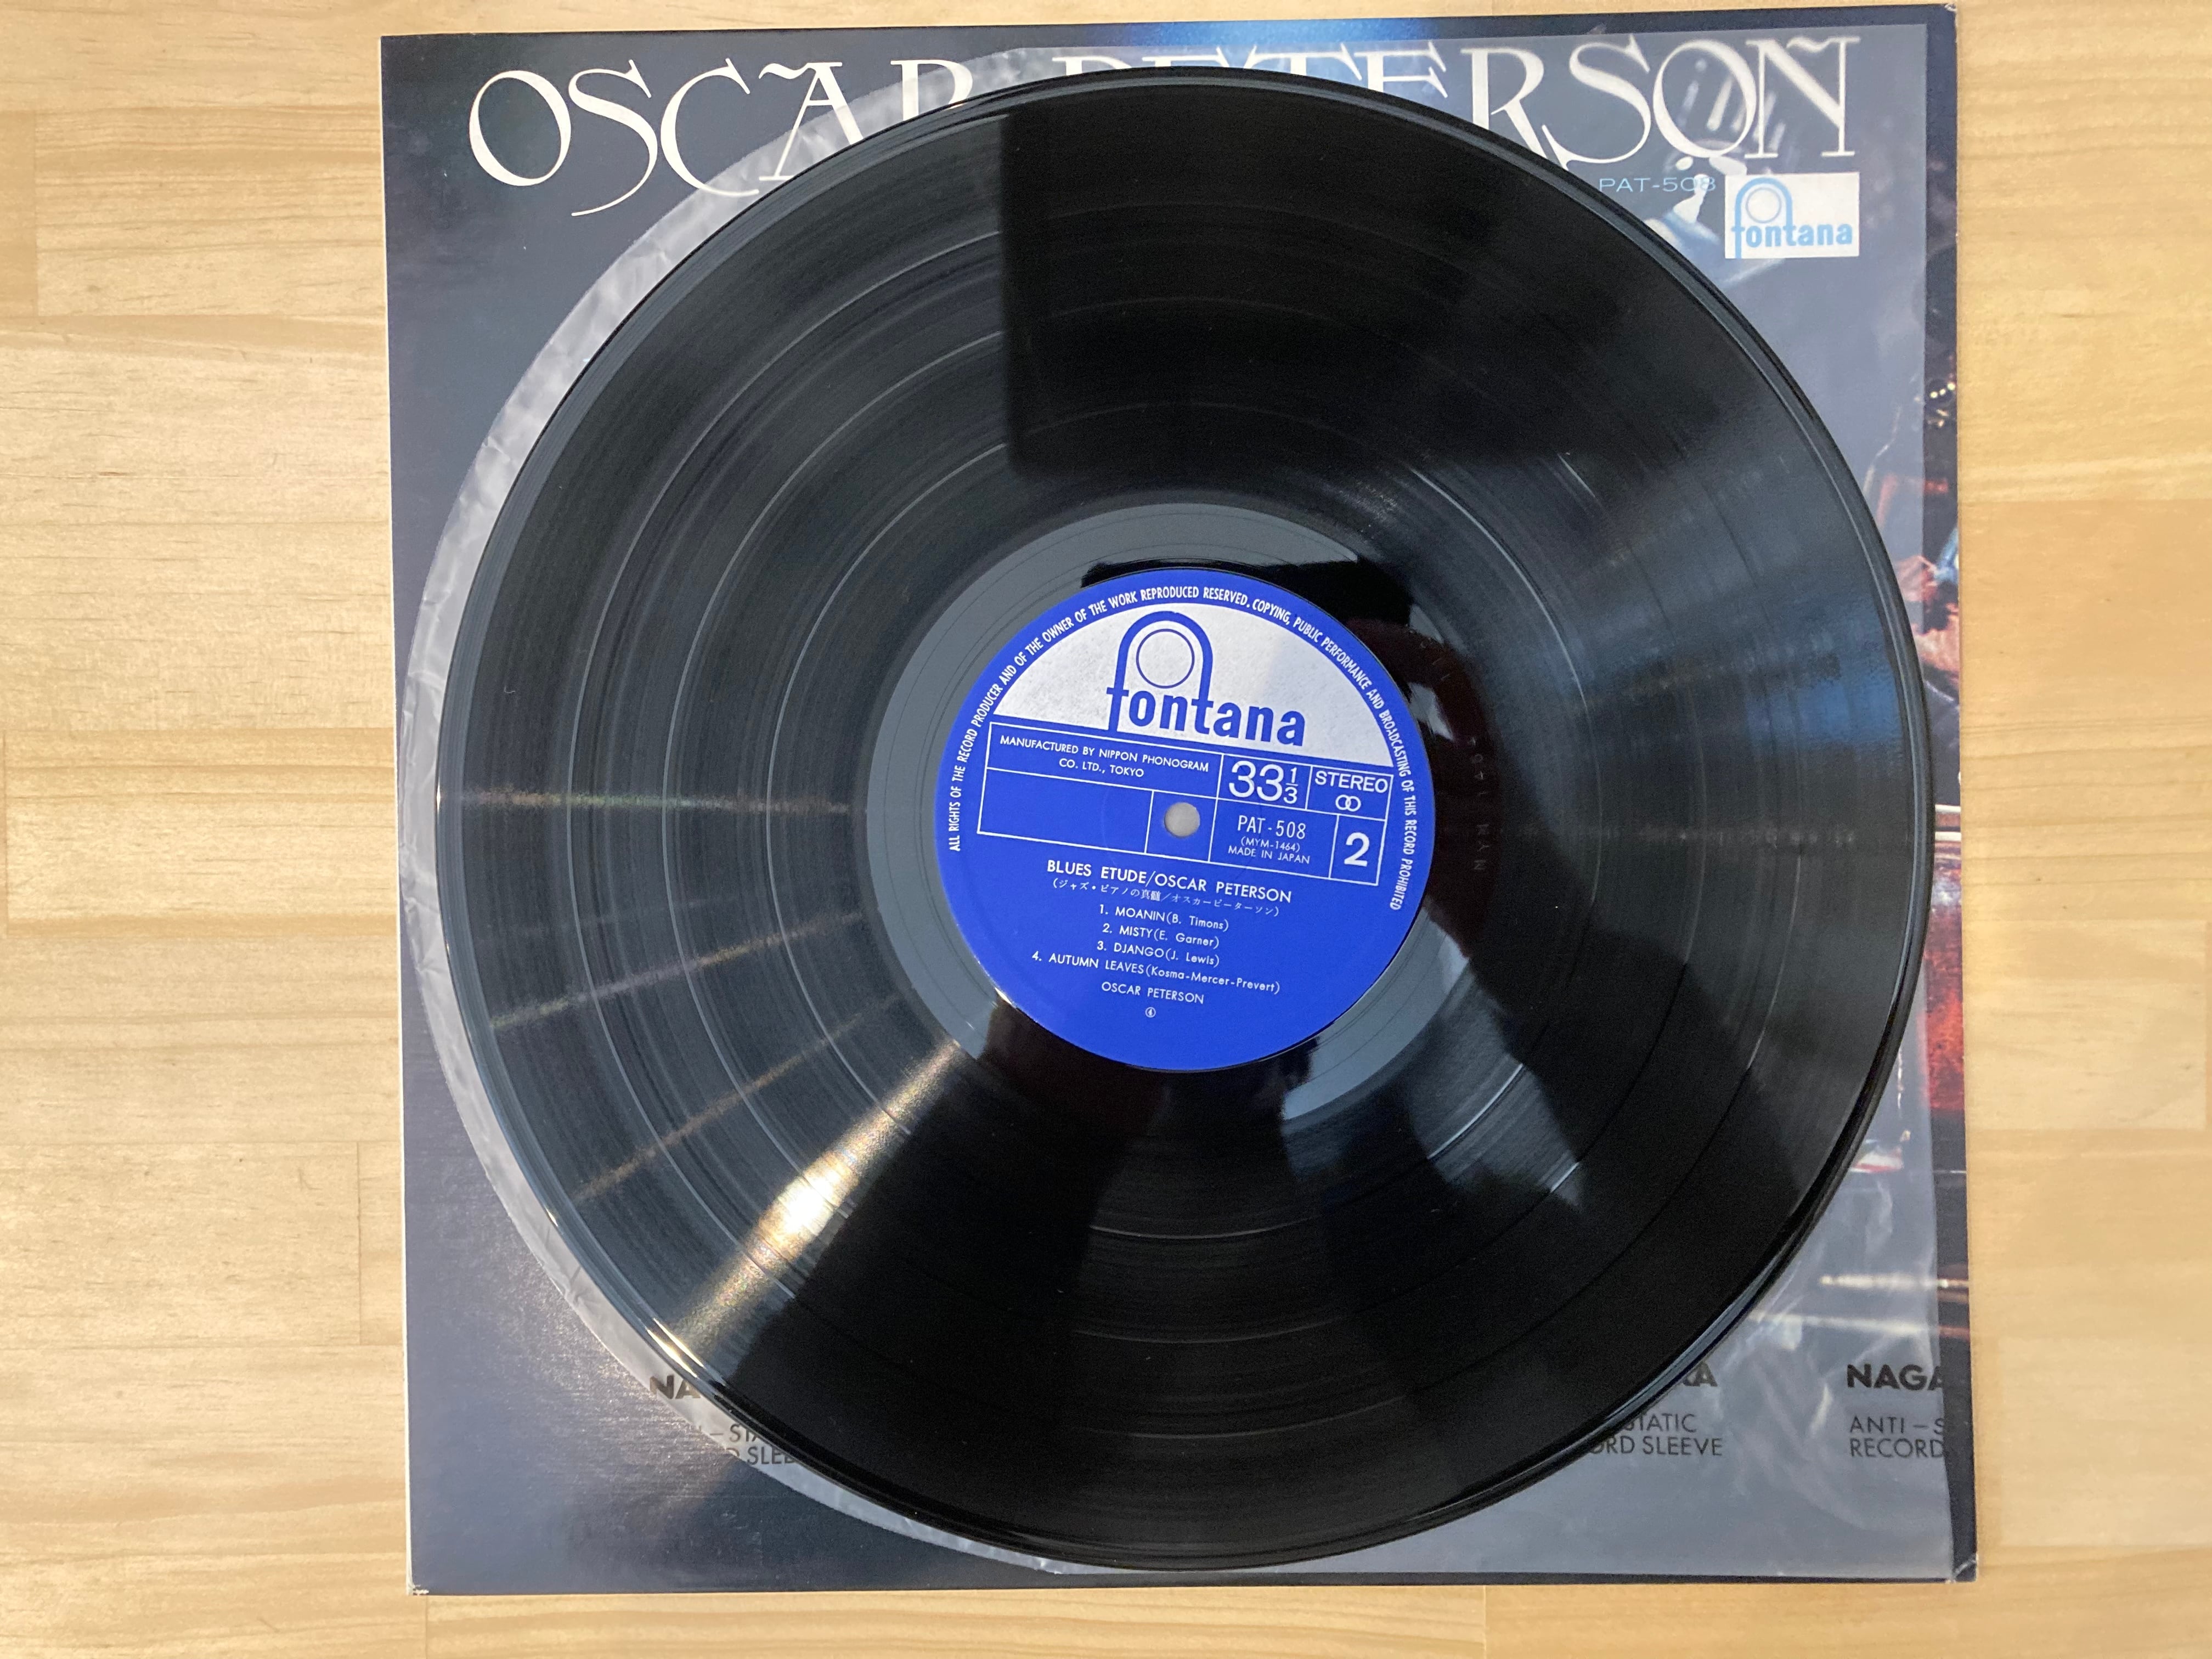 OSCAR PETERSON
PAT-508
fontana
ALL RIGHTS OF THE RECORD PRODUCER AND OF THE OWNER OF THE WORK REPRODUCED RESERVED. COPYING, PUBLIC PERFORMANCE AND BROADCASTING OF THIS RECORD PROHIBITED
fontana
MANUFACTURED BY NIPPON PHONOGRAM
CO. LTD., TOKYO
33 1/3
STEREO
PAT-508
(MYM-1464)
MADE IN JAPAN
2
BLUES ETUDE/OSCAR PETERSON
(ジャズ・ピアノの真髄/オスカーピーターソン)
1. MOANIN(B. Timons)
2. MISTY(E. Garner)
3. DJANGO(J. Lewis)
4. AUTUMN LEAVES(Kosma-Mercer-Prevert)
OSCAR PETERSON
NAGA
STATIC
ANTI-S
RECORD
SLEEVE